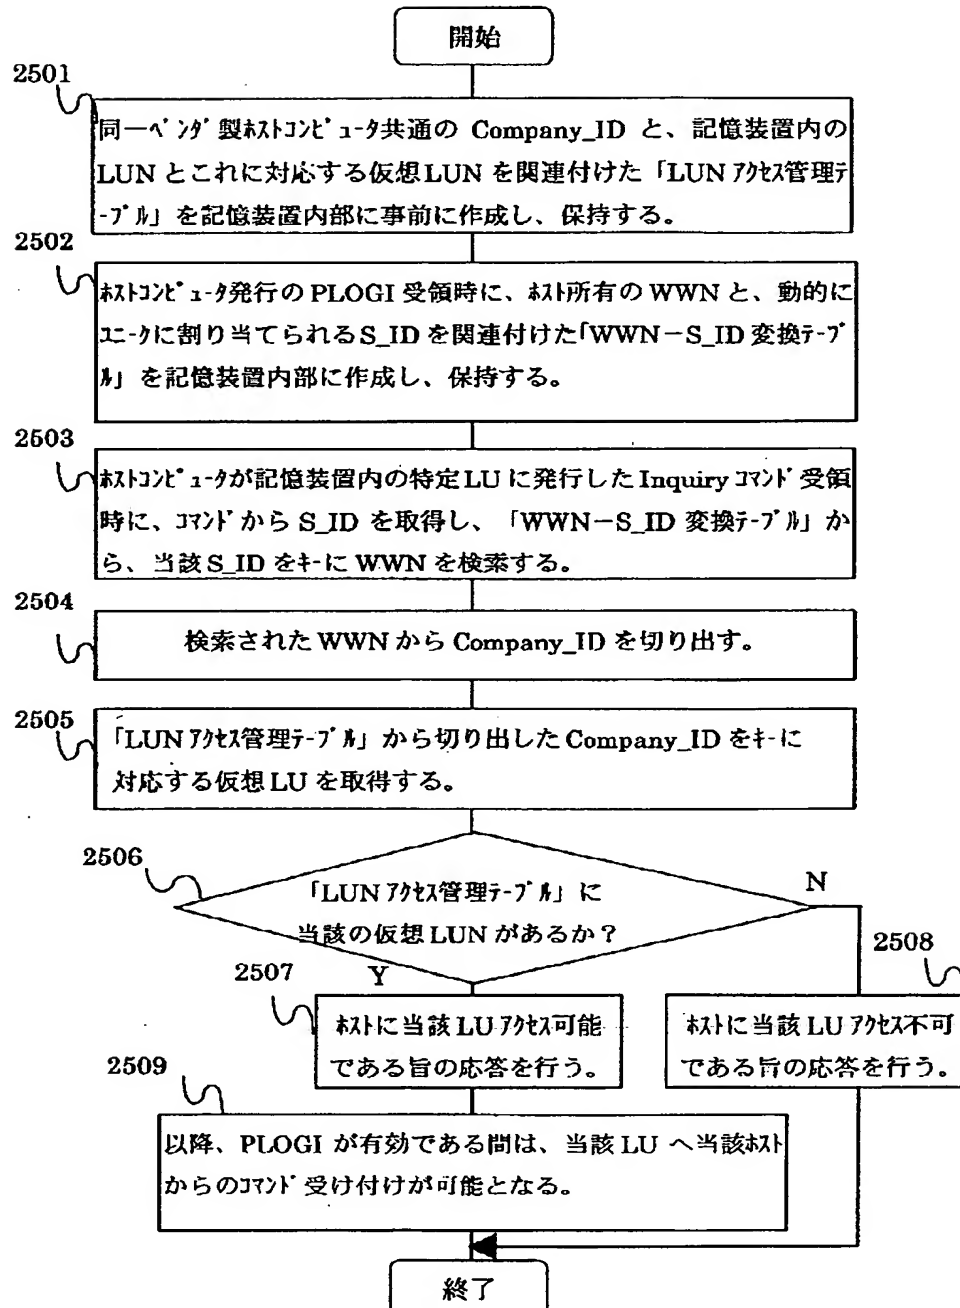 開始
2501
同一ﾍﾞﾝﾀﾞ製ﾎｽﾄｺﾝﾋﾟｭｰﾀ共通の Company_ID と、記憶装置内の
LUN とこれに対応する仮想 LUN を関連付けた「LUN ｱｸｾｽ管理ﾃ
ｰﾌﾞﾙ」を記憶装置内部に事前に作成し、保持する。
2502
ﾎｽﾄｺﾝﾋﾟｭｰﾀ発行の PLOGI 受領時に、ﾎｽﾄ所有の WWN と、動的に
ﾕﾆｰｸに割り当てられる S_ID を関連付けた「WWN－S_ID 変換ﾃｰﾌﾞ
ﾙ」を記憶装置内部に作成し、保持する。
2503
ﾎｽﾄｺﾝﾋﾟｭｰﾀが記憶装置内の特定 LU に発行した Inquiry ｺﾏﾝﾄﾞ受領
時に、ｺﾏﾝﾄﾞから S_ID を取得し、「WWN－S_ID 変換ﾃｰﾌﾞﾙ」か
ら、当該 S_ID をｷｰに WWN を検索する。
2504
検索された WWN から Company_ID を切り出す。
2505
「LUN ｱｸｾｽ管理ﾃｰﾌﾞﾙ」から切り出した Company_ID をｷｰに
対応する仮想 LU を取得する。
2506
「LUN ｱｸｾｽ管理ﾃｰﾌﾞﾙ」に
当該の仮想 LUN があるか？
N
Y
2507
ﾎｽﾄに当該 LU ｱｸｾｽ可能
である旨の応答を行う。
2508
ﾎｽﾄに当該 LU ｱｸｾｽ不可
である旨の応答を行う。
2509
以降、PLOGI が有効である間は、当該 LU へ当該ﾎｽﾄ
からのｺﾏﾝﾄﾞ受け付けが可能となる。
終了